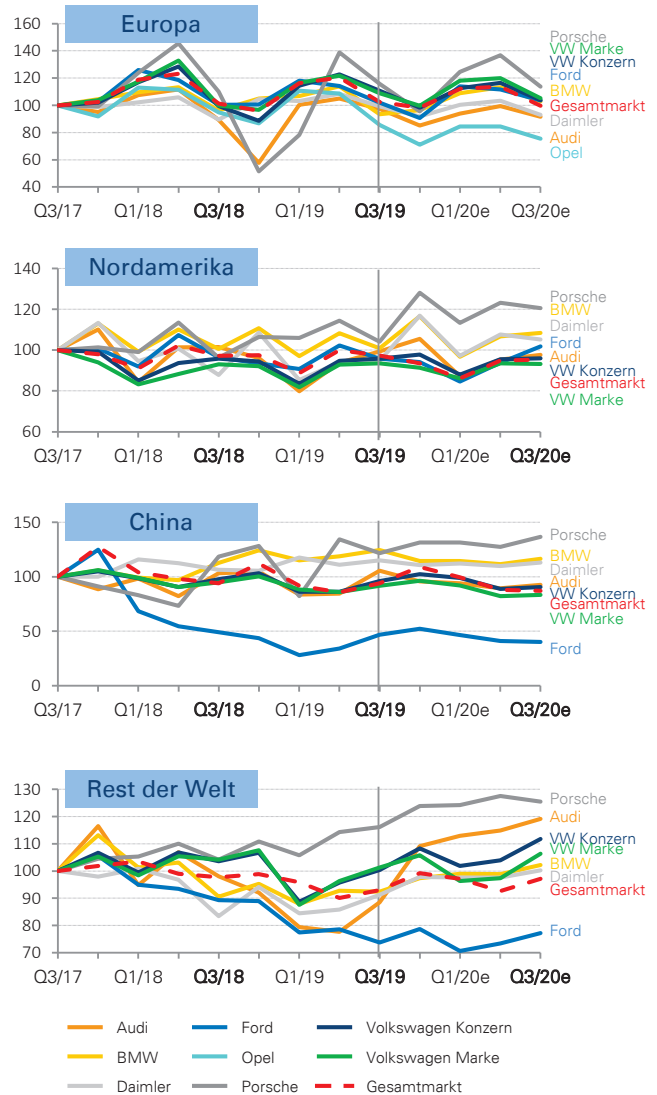 Europa
160
140
120
100
80
60
40
Q3/17 Q1/18 Q3/18 Q1/19 Q3/19 Q1/20e Q3/20e
Porsche
VW Marke
VW Konzern
Ford
BMW
Gesamtmarkt
Daimler
Audi
Opel
Nordamerika
140
120
100
80
60
Q3/17 Q1/18 Q3/18 Q1/19 Q3/19 Q1/20e Q3/20e
Porsche
BMW
Daimler
Ford
Audi
VW Konzern
Gesamtmarkt
VW Marke
China
150
100
50
0
Q3/17 Q1/18 Q3/18 Q1/19 Q3/19 Q1/20e Q3/20e
Porsche
BMW
Daimler
Audi
VW Konzern
Gesamtmarkt
VW Marke
Ford
Rest der Welt
130
120
110
100
90
80
70
Q3/17 Q1/18 Q3/18 Q1/19 Q3/19 Q1/20e Q3/20e
Porsche
Audi
VW Konzern
VW Marke
BMW
Daimler
Gesamtmarkt
Ford
Audi Ford Volkswagen Konzern
BMW Opel Volkswagen Marke
Daimler Porsche Gesamtmarkt